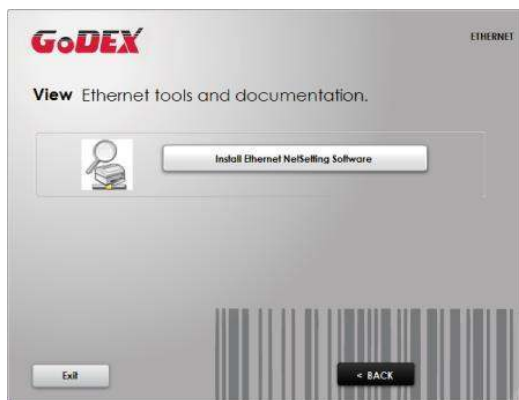 GoDEX
ETHERNET
View Ethernet tools and documentation.
Install Ethernet NetSetting Software
Exit
< BACK